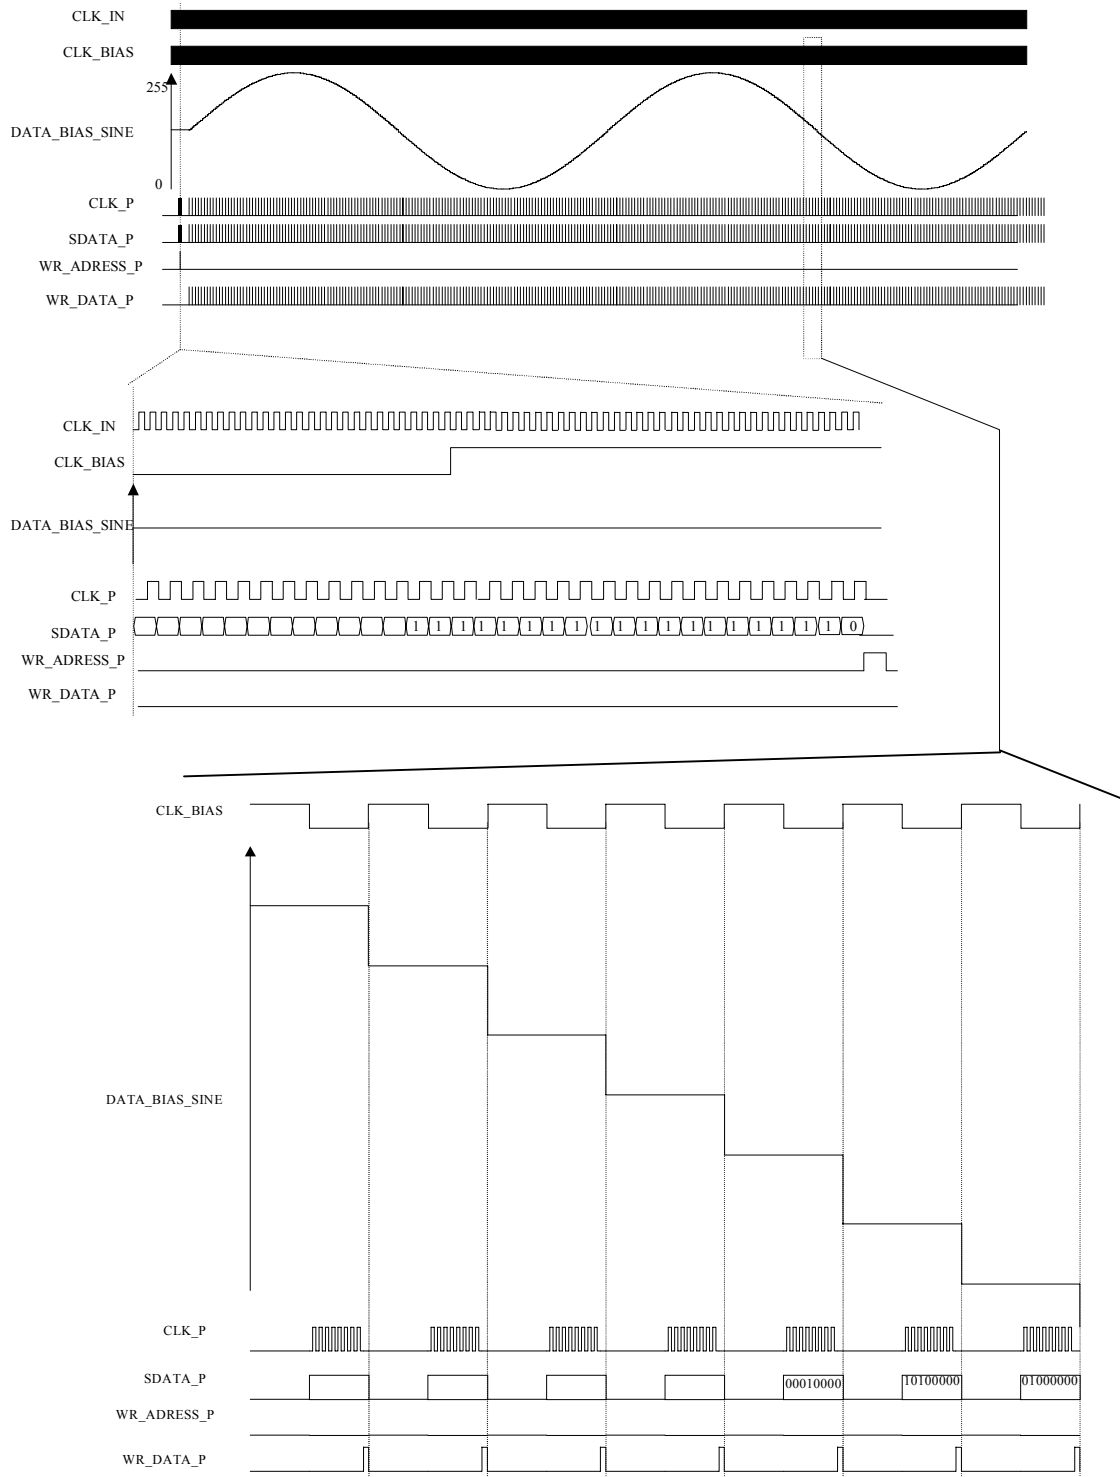 CLK_IN
CLK_BIAS
255
DATA_BIAS_SINE
0
CLK_P
SDATA_P
WR_ADRESS_P
WR_DATA_P
CLK_IN
CLK_BIAS
DATA_BIAS_SINE
CLK_P
SDATA_P 1 1 1 1 1 1 1 1 1 1 1 1 1 1 1 1 1 1 1 0
WR_ADRESS_P
WR_DATA_P
CLK_BIAS
DATA_BIAS_SINE
CLK_P
SDATA_P 00010000 10100000 01000000
WR_ADRESS_P
WR_DATA_P